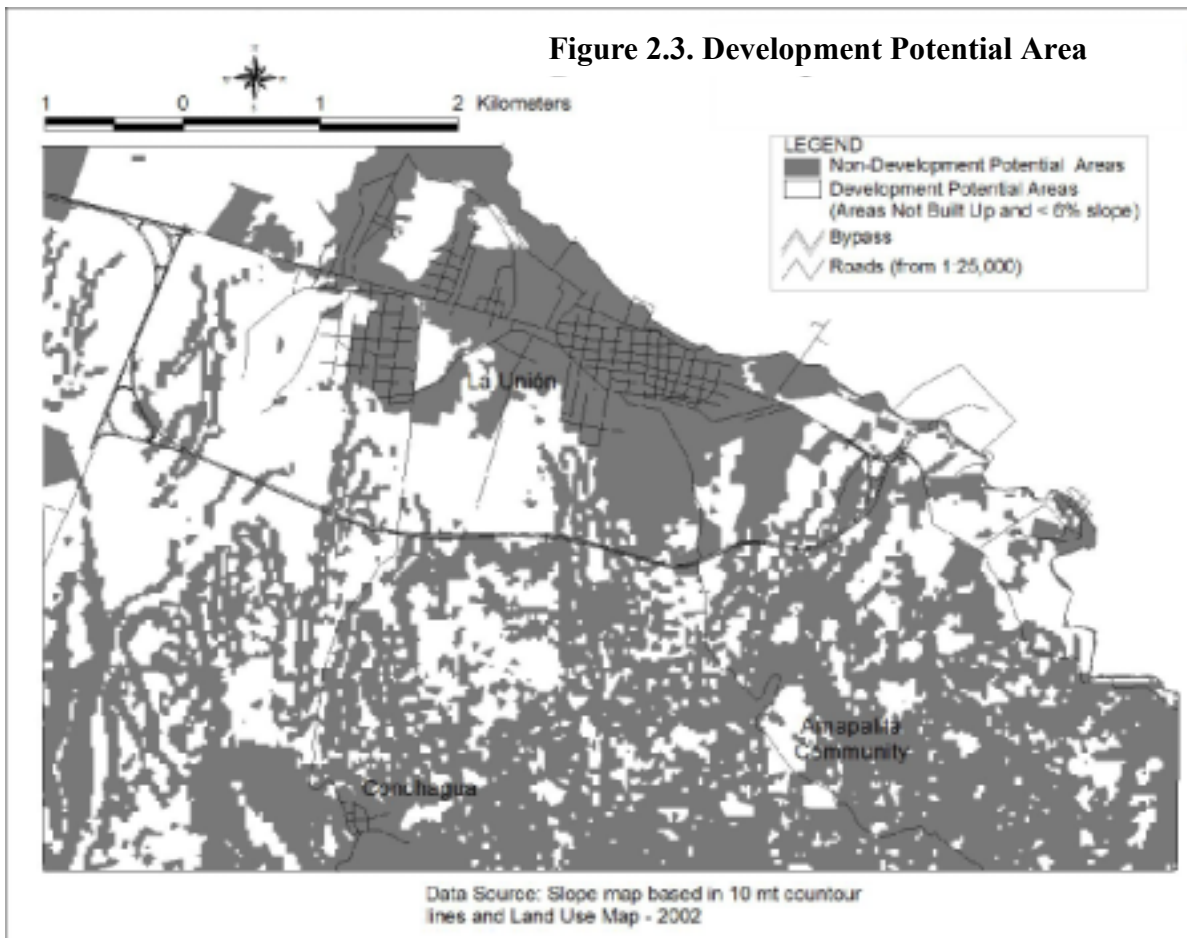 Figure 2.3. Development Potential Area
1 0 1 2 Kilometers
LEGEND
Non-Development Potential Areas
Development Potential Areas
(Areas Not Built Up and < 6% slope)
Bypass
Roads (from 1:25,000)
La Unión
Amapalita
Community
Conchagua
Data Source: Slope map based in 10 mt countour
lines and Land Use Map - 2002